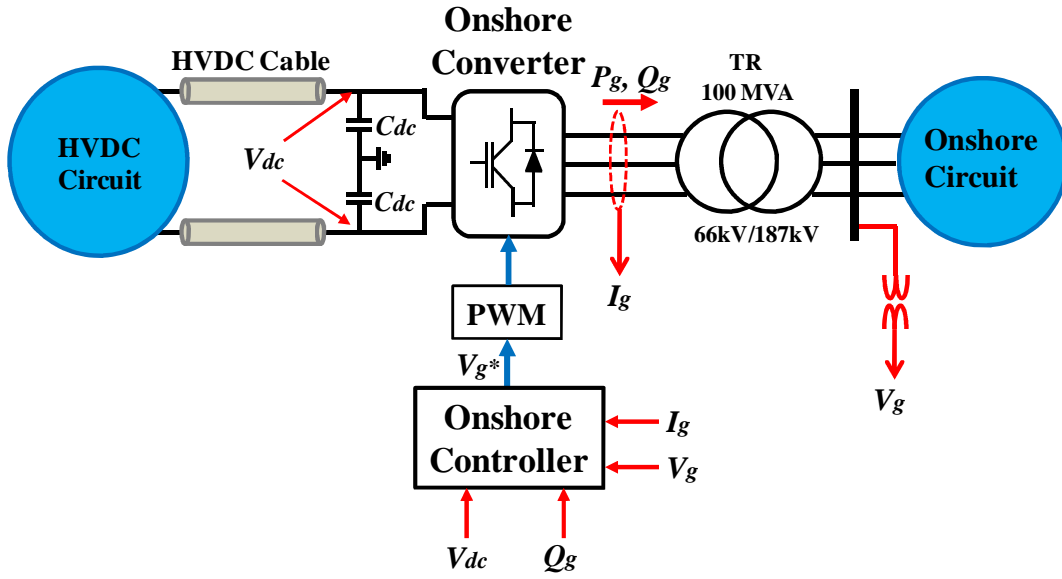 Onshore
Converter
HVDC Cable
TR
100 MVA
Pg, Qg
Cdc
HVDC
Circuit
Vdc
Onshore
Circuit
Cdc
66kV/187kV
Ig
PWM
Vg*
Vg
Onshore
Controller
Ig
Vg
Vdc
Qg